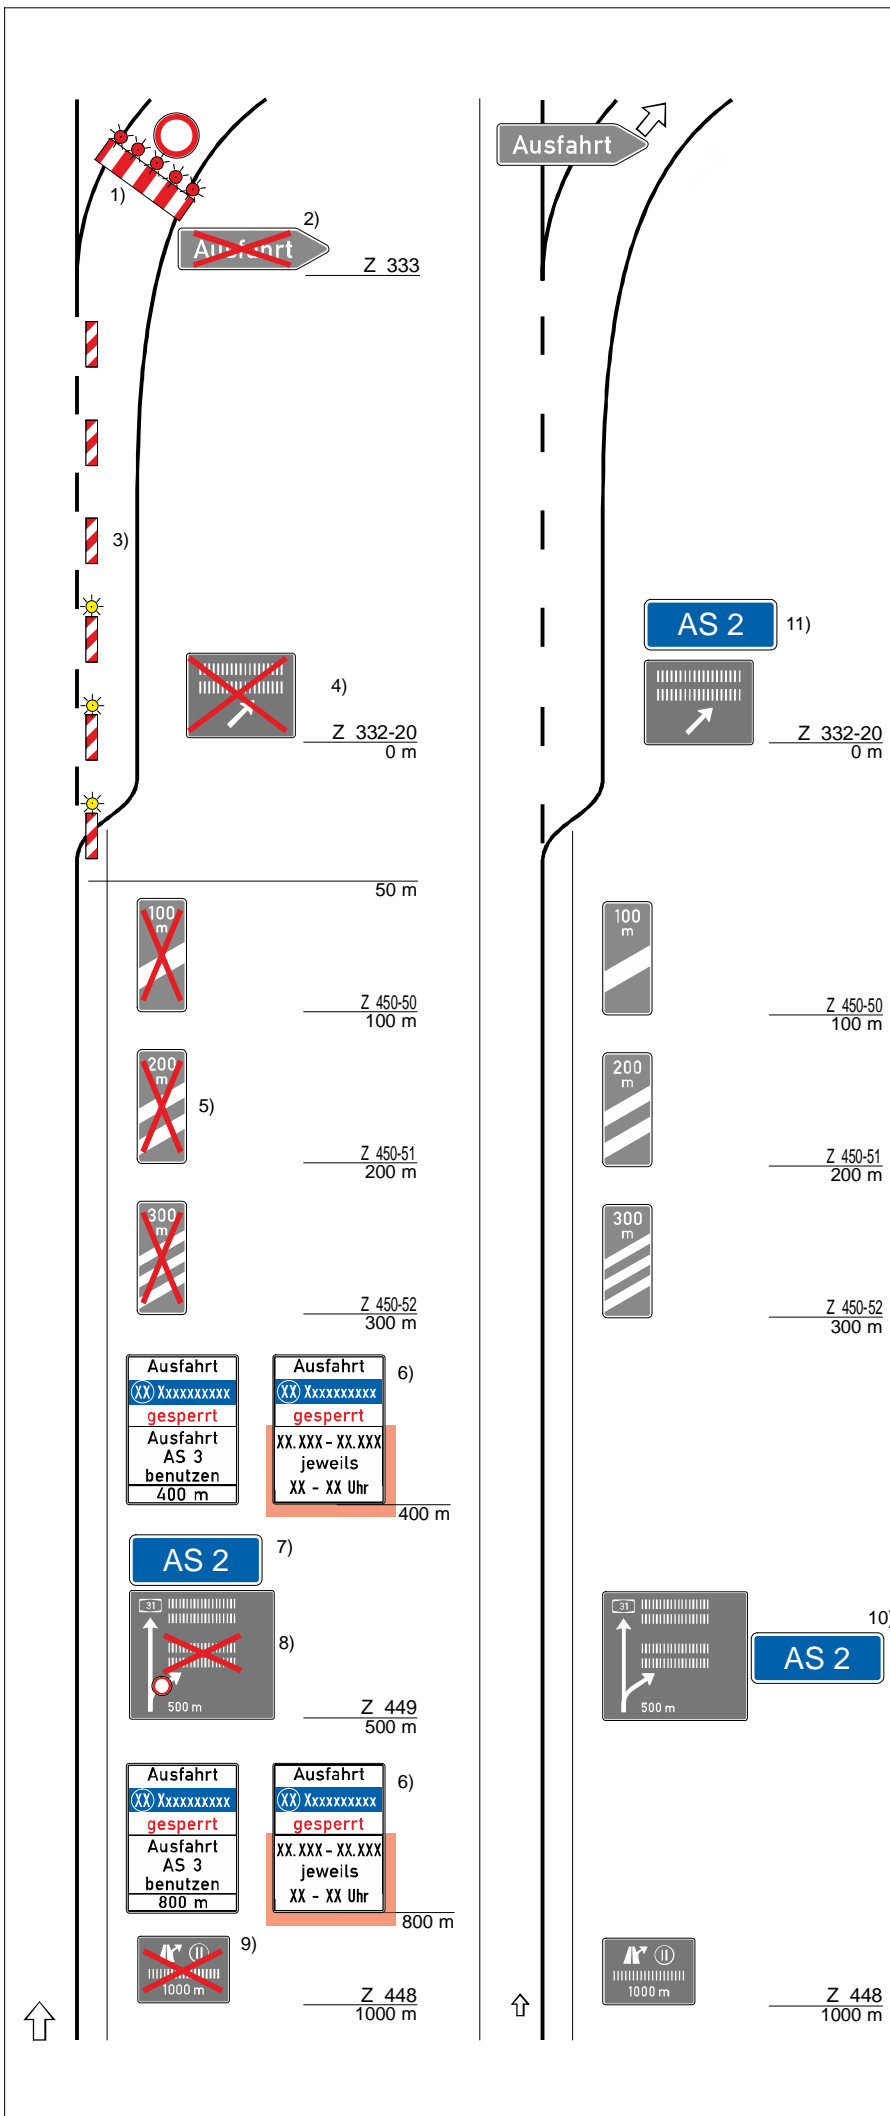 1)
Ausfahrt
2)
Z 333
3)
4)
Z 332-20
0 m
50 m
100
m
Z 450-50
100 m
200
m
5)
Z 450-51
200 m
300
m
Z 450-52
300 m
Ausfahrt
XX Xxxxxxxxxx
gesperrt
Ausfahrt
AS 3
benutzen
400 m
Ausfahrt
XX Xxxxxxxxxx
gesperrt
XX.XXX - XX.XXX
jeweils
XX - XX Uhr
6)
400 m
AS 2
7)
31
500 m
8)
Z 449
500 m
Ausfahrt
XX Xxxxxxxxxx
gesperrt
Ausfahrt
AS 3
benutzen
800 m
Ausfahrt
XX Xxxxxxxxxx
gesperrt
XX.XXX - XX.XXX
jeweils
XX - XX Uhr
6)
800 m
1000 m
9)
Z 448
1000 m
Ausfahrt
AS 2
11)
Z 332-20
0 m
100
m
Z 450-50
100 m
200
m
Z 450-51
200 m
300
m
Z 450-52
300 m
31
500 m
10)
AS 2
1000 m
Z 448
1000 m